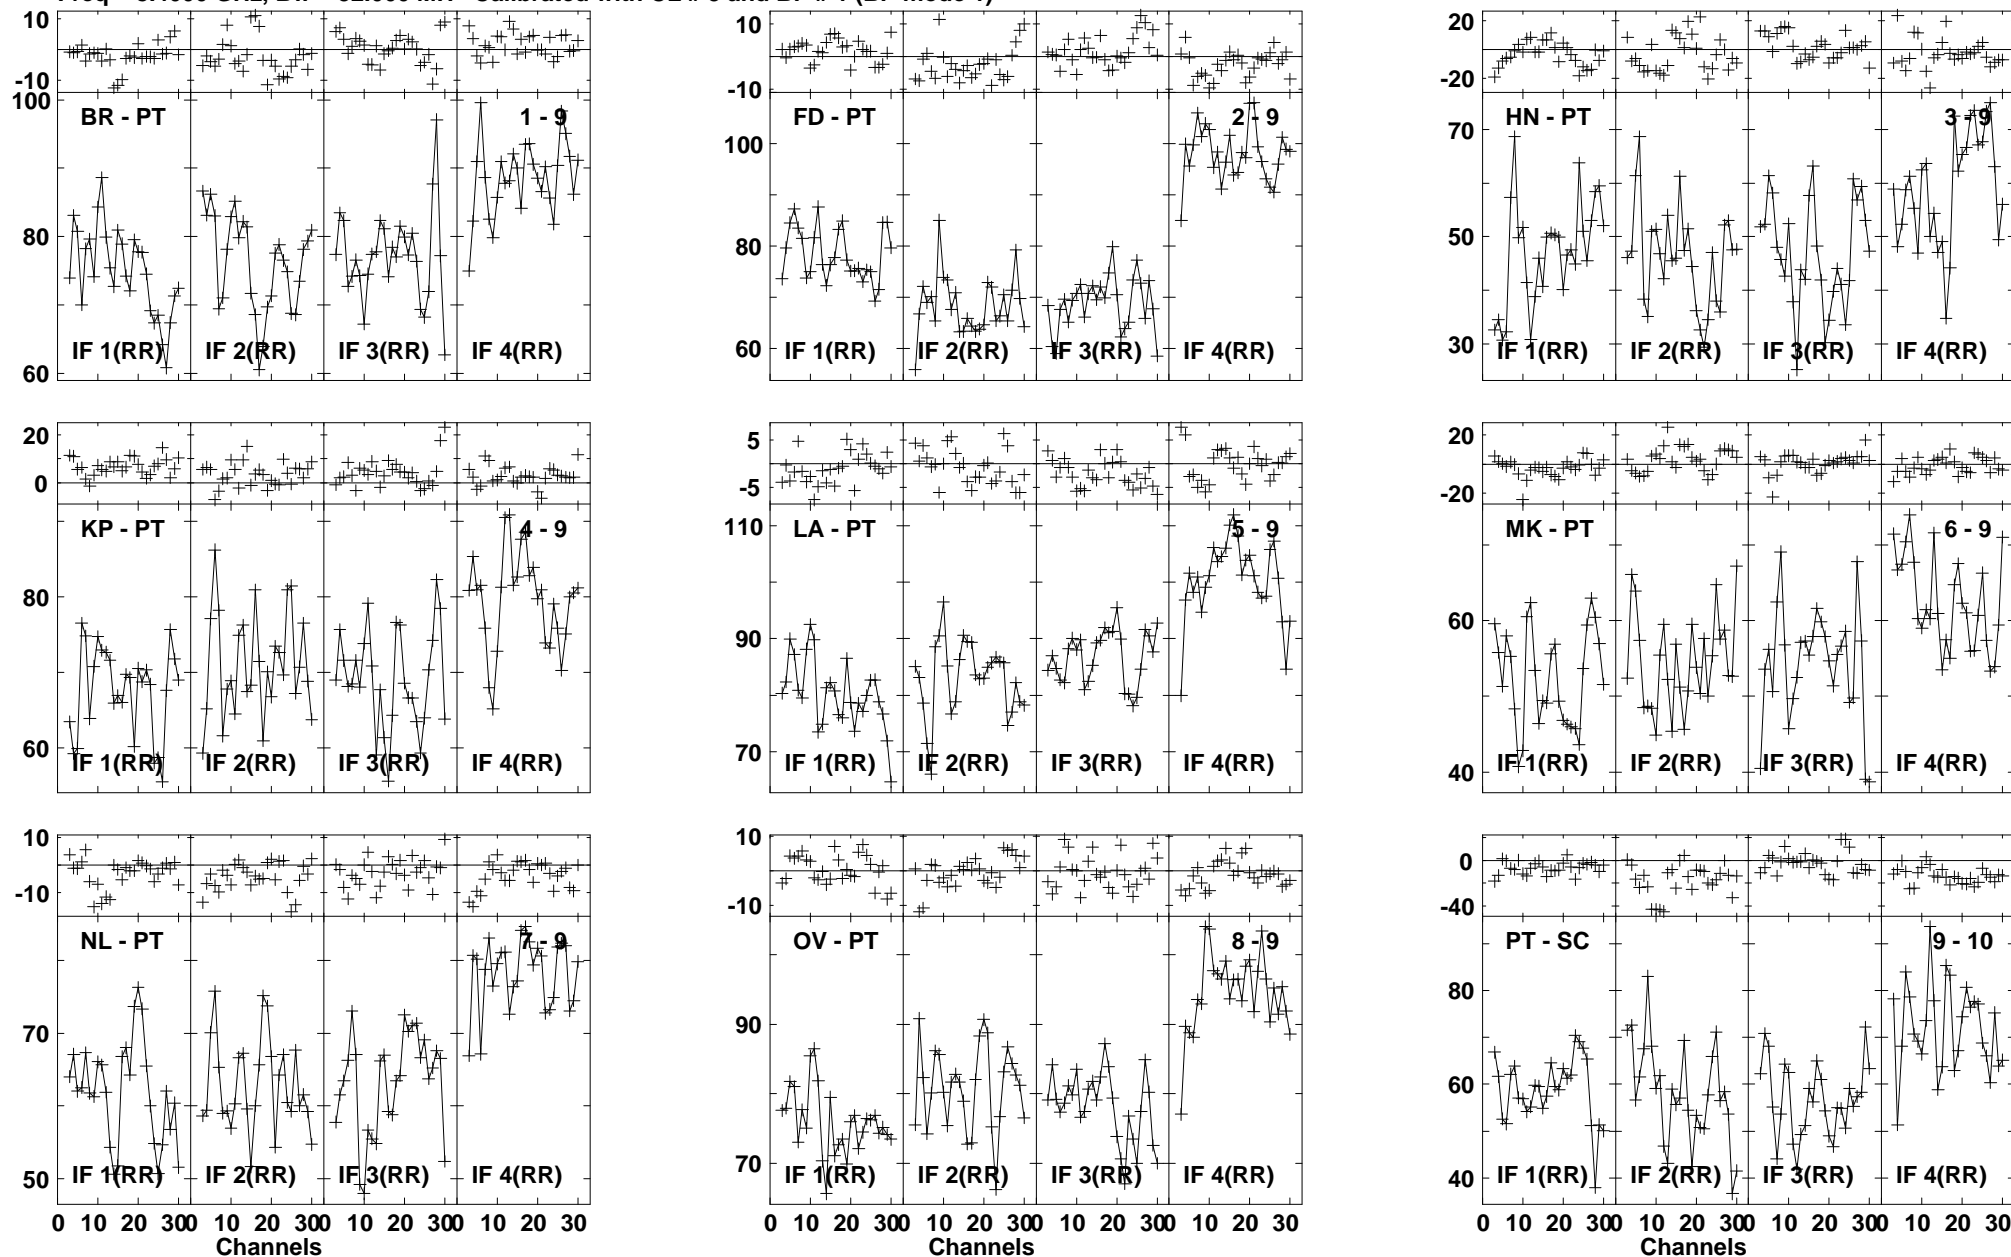 10
-10
100
80
60
BR - PT
1 - 9
IF 1(RR)
IF 2(RR)
IF 3(RR)
IF 4(RR)
10
-10
100
80
60
FD - PT
2 - 9
IF 1(RR)
IF 2(RR)
IF 3(RR)
IF 4(RR)
20
-20
70
50
30
HN - PT
3 - 9
IF 1(RR)
IF 2(RR)
IF 3(RR)
IF 4(RR)
20
0
80
60
KP - PT
4 - 9
IF 1(RR)
IF 2(RR)
IF 3(RR)
IF 4(RR)
5
-5
110
90
70
LA - PT
5 - 9
IF 1(RR)
IF 2(RR)
IF 3(RR)
IF 4(RR)
20
-20
60
40
MK - PT
6 - 9
IF 1(RR)
IF 2(RR)
IF 3(RR)
IF 4(RR)
10
-10
70
50
NL - PT
7 - 9
IF 1(RR)
IF 2(RR)
IF 3(RR)
IF 4(RR)
0 10 20 30 0 10 20 30 0 10 20 30 0 10 20 30
Channels
10
-10
90
70
OV - PT
8 - 9
IF 1(RR)
IF 2(RR)
IF 3(RR)
IF 4(RR)
0 10 20 30 0 10 20 30 0 10 20 30 0 10 20 30
Channels
0
-40
80
60
40
PT - SC
9 - 10
IF 1(RR)
IF 2(RR)
IF 3(RR)
IF 4(RR)
0 10 20 30 0 10 20 30 0 10 20 30 0 10 20 30
Channels